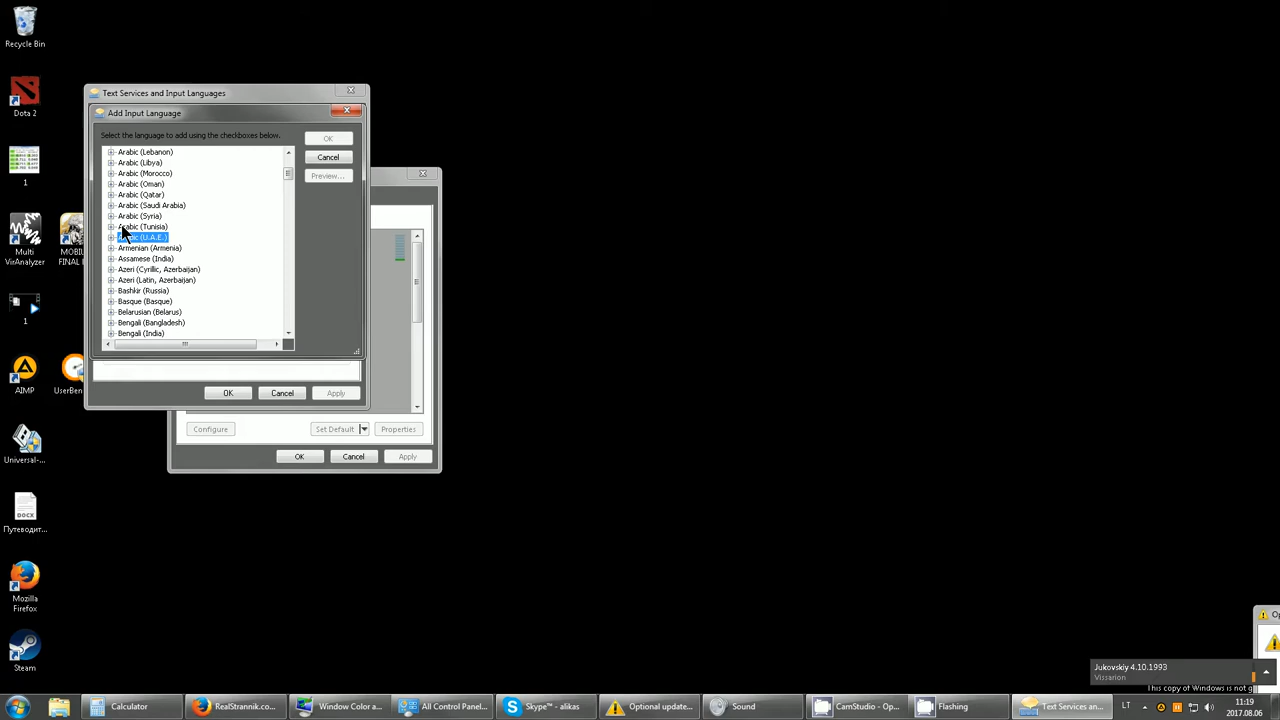 Recycle Bin
Dota 2
1
Multi
VirAnalyzer
MOBIU
FINAL
1
AIMP
UserBen
Universal-...
Путеводит...
Mozilla
Firefox
Steam
Text Services and Input Languages
Add Input Language
Select the language to add using the checkboxes below.
OK
Cancel
Preview...
Arabic (Lebanon)
Arabic (Libya)
Arabic (Morocco)
Arabic (Oman)
Arabic (Qatar)
Arabic (Saudi Arabia)
Arabic (Syria)
Arabic (Tunisia)
Arabic (U.A.E.)
Armenian (Armenia)
Assamese (India)
Azeri (Cyrillic, Azerbaijan)
Azeri (Latin, Azerbaijan)
Bashkir (Russia)
Basque (Basque)
Belarusian (Belarus)
Bengali (Bangladesh)
Bengali (India)
OK
Cancel
Apply
Configure
Set Default
Properties
OK
Cancel
Apply
Op
Jukovskiy 4.10.1993
Vissarion
This copy of Windows is not g
Calculator
RealStrannik.co...
Window Color a...
All Control Panel...
Skype™ - alikas
Optional update...
Sound
CamStudio - Op...
Flashing
Text Services an...
LT
11:19
2017.08.06